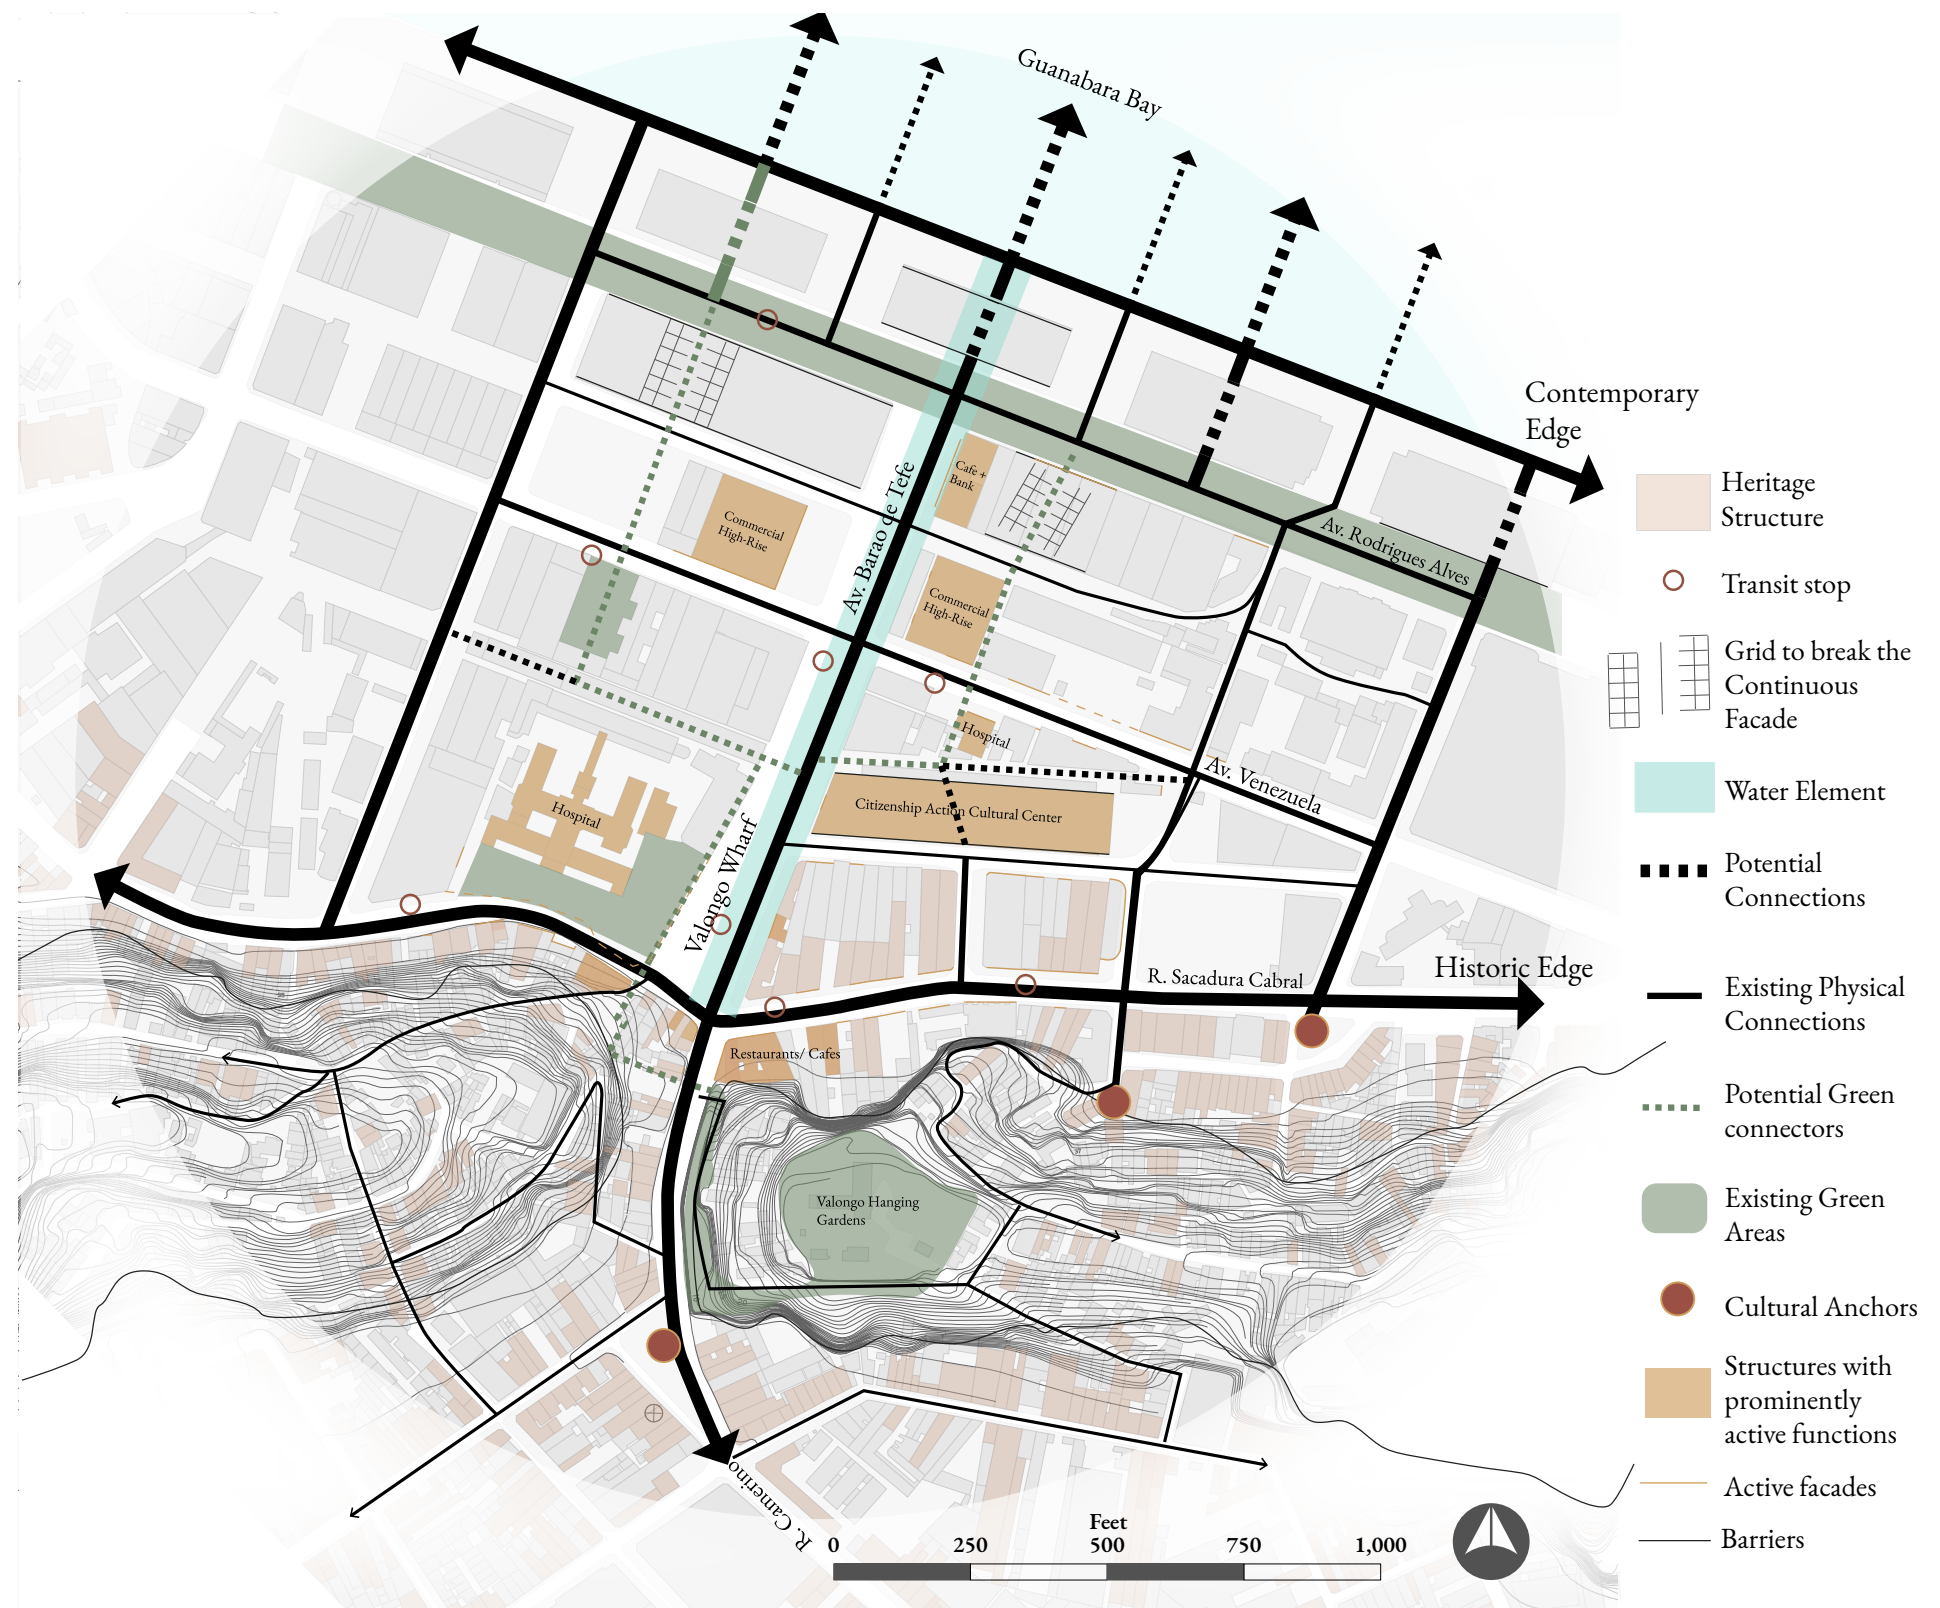 Guanabara Bay
Contemporary
Edge
Av. Rodrigues Alves
Cafe +
Bank
Commercial
High-Rise
Av. Barao de Tefe
Commercial
High-Rise
Hospital
Av. Venezuela
Citizenship Action Cultural Center
Hospital
Valongo Wharf
R. Sacadura Cabral
Historic Edge
Restaurants/ Cafes
Valongo Hanging
Gardens
R. Camerino
Feet
0 250 500 750 1,000
Heritage
Structure
Transit stop
Grid to break the
Continuous
Facade
Water Element
Potential
Connections
Existing Physical
Connections
Potential Green
connectors
Existing Green
Areas
Cultural Anchors
Structures with
prominently
active functions
Active facades
Barriers